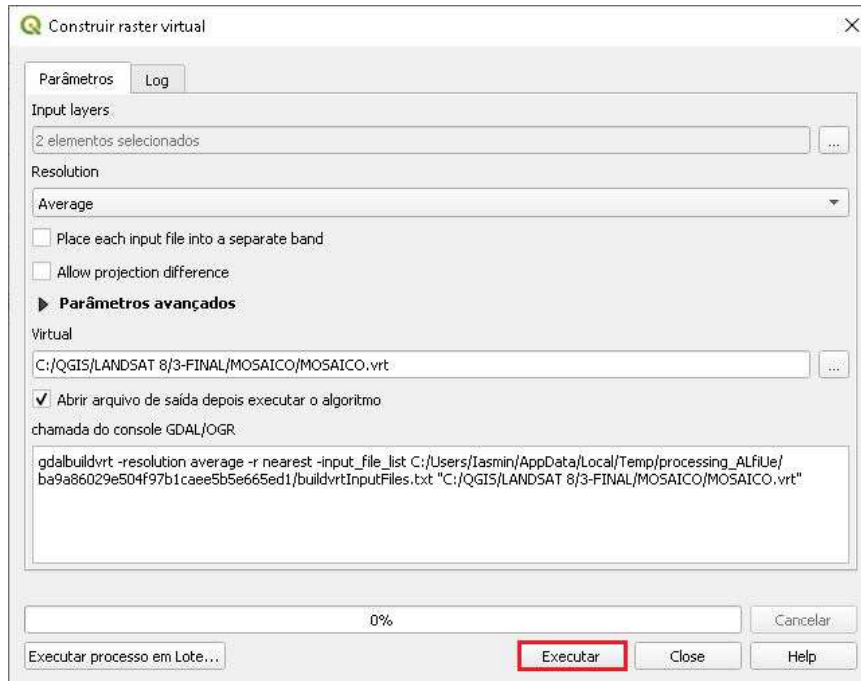 Construir raster virtual
Parâmetros
Log
Input layers
2 elementos selecionados
...
Resolution
Average
Place each input file into a separate band
Allow projection difference
Parâmetros avançados
Virtual
C:/QGIS/LANDSAT 8/3-FINAL/MOSAICO/MOSAICO.vrt
...
Abrir arquivo de saída depois executar o algoritmo
chamada do console GDAL/OGR
gdalbuildvrt -resolution average -r nearest -input_file_list C:/Users/Iasmin/AppData/Local/Temp/processing_ALfiUe/
ba9a86029e504f97b1caee5b5e665ed1/buildvrtInputFiles.txt "C:/QGIS/LANDSAT 8/3-FINAL/MOSAICO/MOSAICO.vrt"
0%
Cancelar
Executar processo em Lote...
Executar
Close
Help